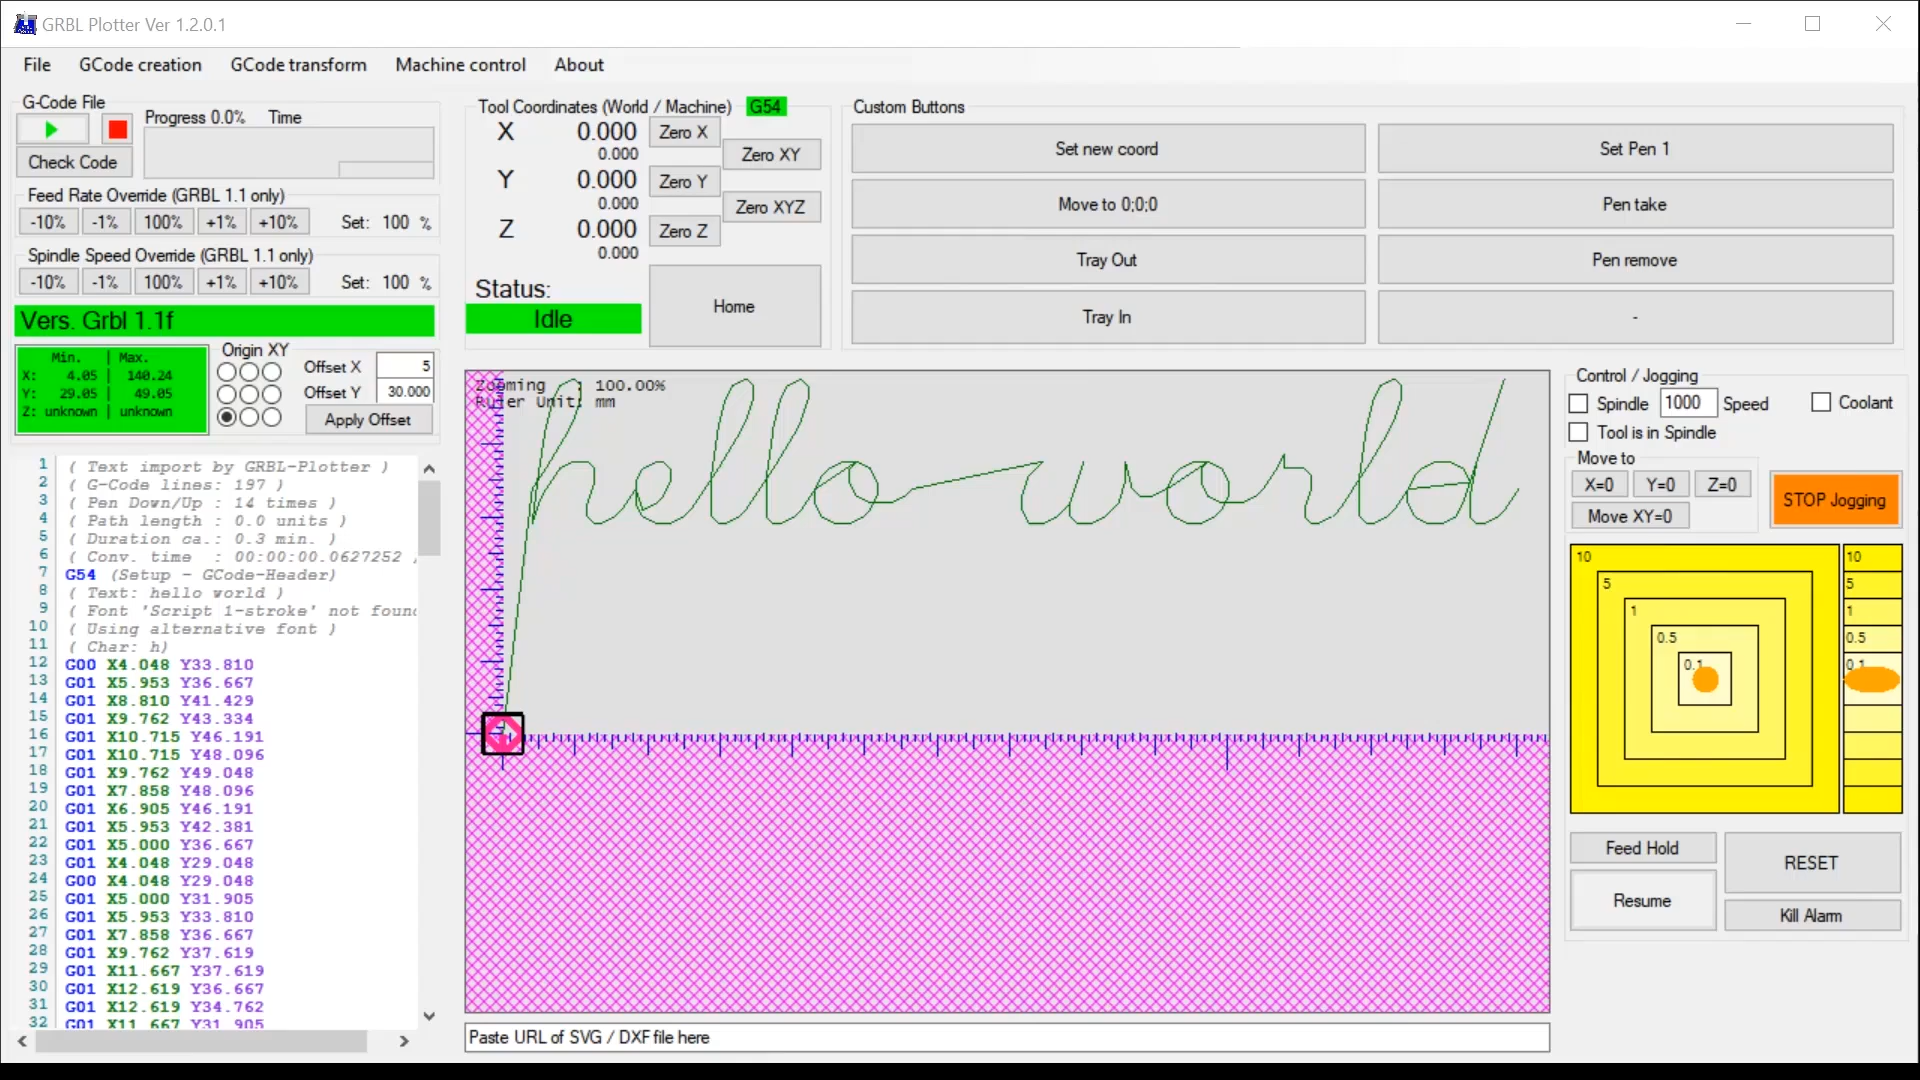 GRBL Plotter Ver 1.2.0.1
File GCode creation GCode transform Machine control About
G-Code File
Progress 0.0% Time
Check Code
Feed Rate Override (GRBL 1.1 only)
-10% -1% 100% +1% +10% Set: 100 %
Spindle Speed Override (GRBL 1.1 only)
-10% -1% 100% +1% +10% Set: 100 %
Vers. Grbl 1.1f
Min. | Max.
X: 4.05 | 140.24
Y: 29.05 | 49.05
Z: unknown | unknown
Origin XY
Offset X 5
Offset Y 30.000
Apply Offset
1 ( Text import by GRBL-Plotter )
2 ( G-Code lines: 197 )
3 ( Pen Down/Up : 14 times )
4 ( Path length : 0.0 units )
5 ( Duration ca.: 0.3 min. )
6 ( Conv. time : 00:00:00.0627252
7 G54 (Setup - GCode-Header)
8 ( Text: hello world )
9 ( Font 'Script 1-stroke' not foun
10 ( Using alternative font )
11 ( Char: h)
12 G00 X4.048 Y33.810
13 G01 X5.953 Y36.667
14 G01 X8.810 Y41.429
15 G01 X9.762 Y43.334
16 G01 X10.715 Y46.191
17 G01 X10.715 Y48.096
18 G01 X9.762 Y49.048
19 G01 X7.858 Y48.096
20 G01 X6.905 Y46.191
21 G01 X5.953 Y42.381
22 G01 X5.000 Y36.667
23 G01 X4.048 Y29.048
24 G00 X4.048 Y29.048
25 G01 X5.000 Y31.905
26 G01 X5.953 Y33.810
27 G01 X7.858 Y36.667
28 G01 X9.762 Y37.619
29 G01 X11.667 Y37.619
30 G01 X12.619 Y36.667
31 G01 X12.619 Y34.762
32 G01 X11.667 Y31.905
Tool Coordinates (World / Machine) G54
X 0.000 Zero X
0.000 Zero XY
Y 0.000 Zero Y
0.000 Zero XYZ
Z 0.000 Zero Z
0.000
Status:
Idle
Home
Custom Buttons
Set new coord Set Pen 1
Move to 0;0;0 Pen take
Tray Out Pen remove
Tray In -
Zooming : 100.00%
Ruler Unit: mm
hello world
Paste URL of SVG / DXF file here
Control / Jogging
Spindle 1000 Speed Coolant
Tool is in Spindle
Move to
X=0 Y=0 Z=0
Move XY=0
STOP Jogging
10 10
5 5
1 1
0.5 0.5
0.1 0.1
Feed Hold
RESET
Resume
Kill Alarm